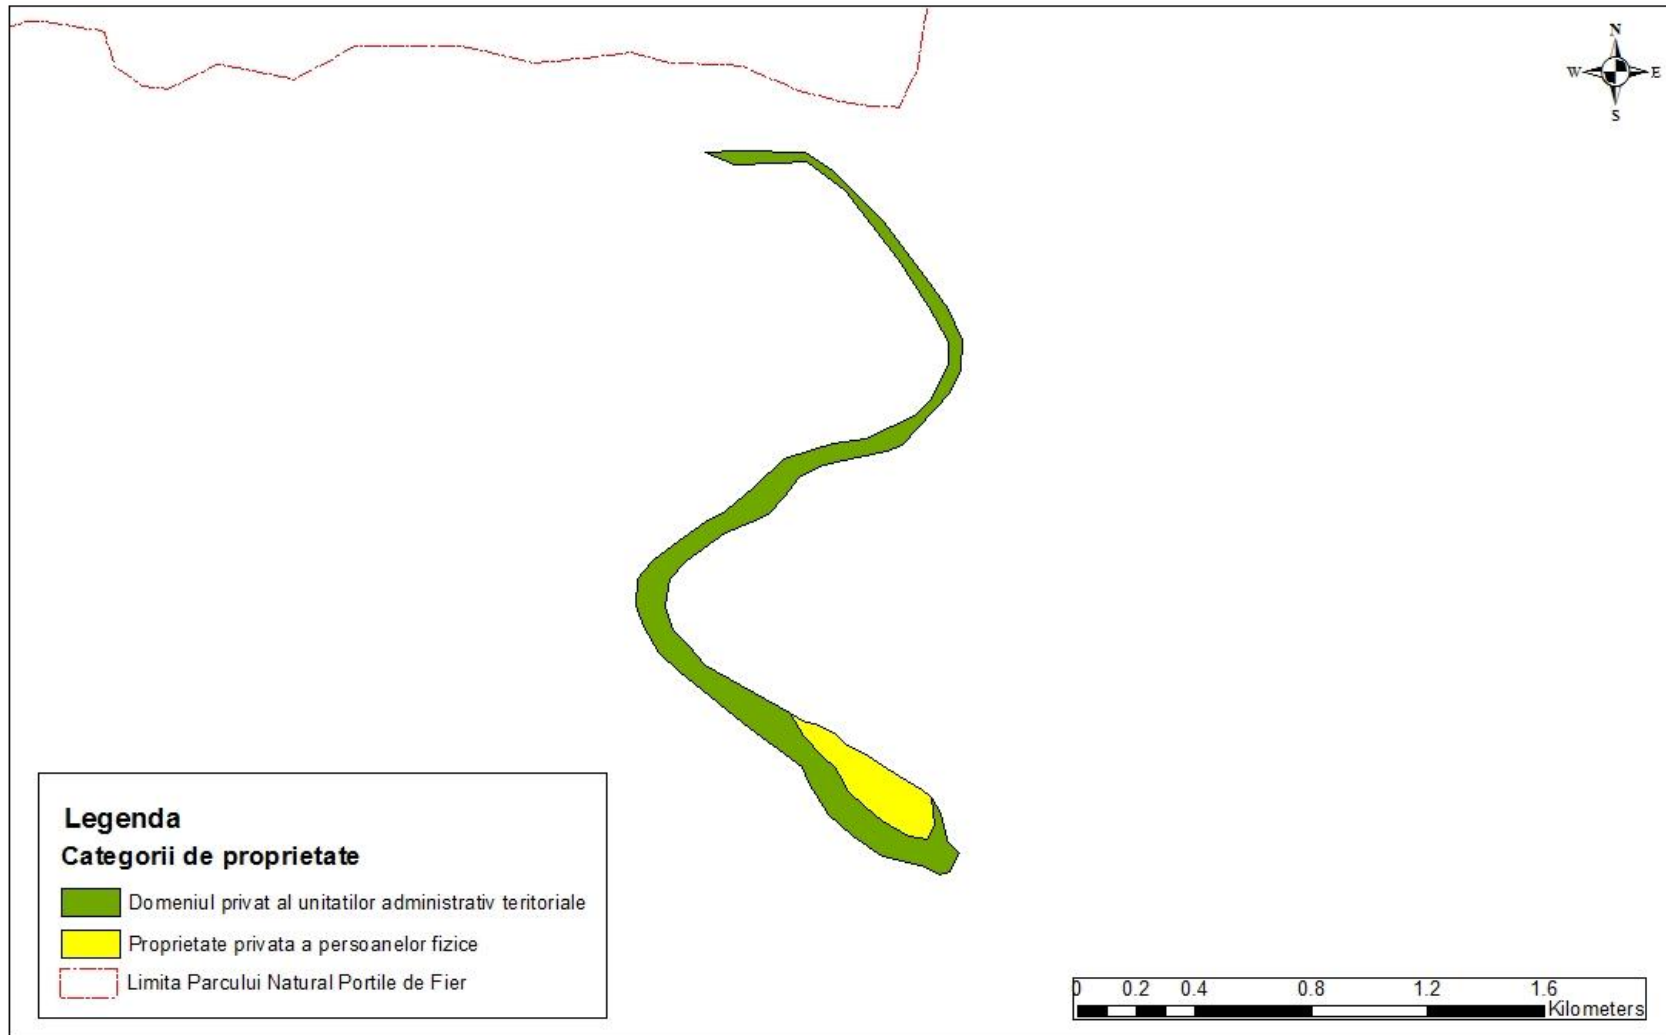 N
W E
S
Legenda
Categorii de proprietate
Domeniul privat al unitatilor administrativ teritoriale
Proprietate privata a persoanelor fizice
Limita Parcului Natural Portile de Fier
0 0.2 0.4 0.8 1.2 1.6
Kilometers